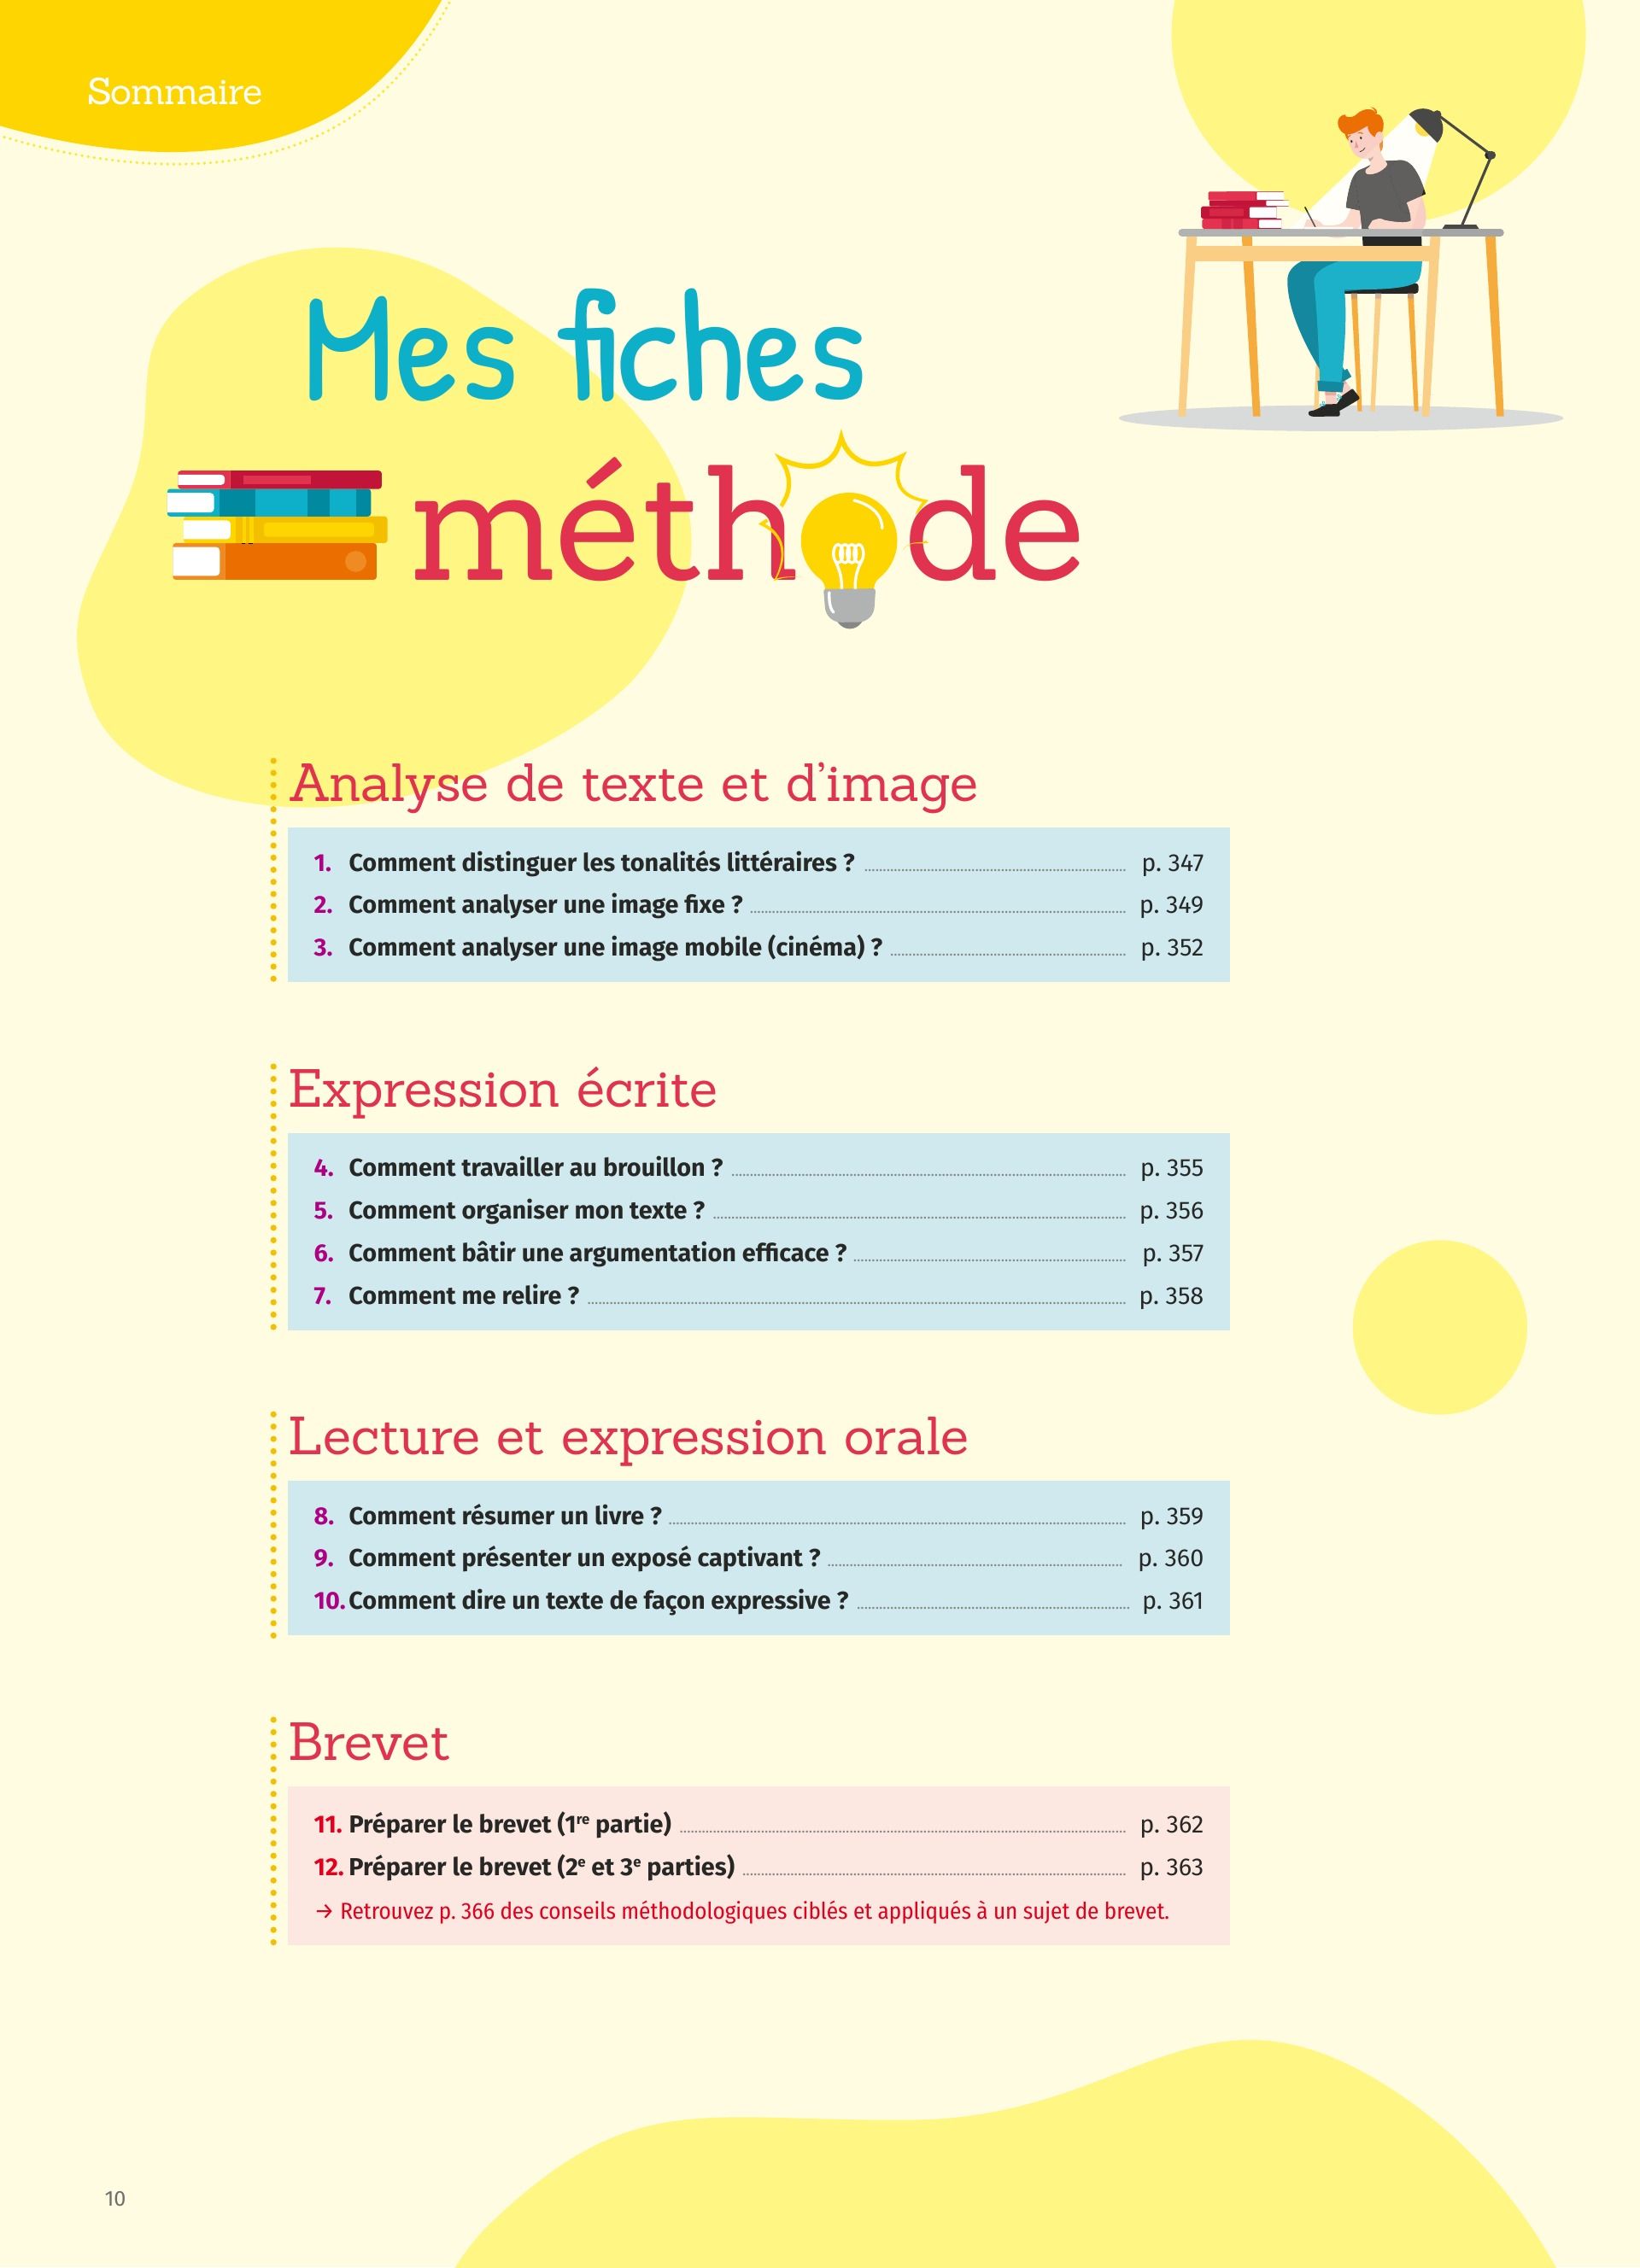 Sommaire
Mes fiches
méthode
Analyse de texte et d’image
1. Comment distinguer les tonalités littéraires ? p. 347
2. Comment analyser une image fixe ? p. 349
3. Comment analyser une image mobile (cinéma) ? p. 352
Expression écrite
4. Comment travailler au brouillon ? p. 355
5. Comment organiser mon texte ? p. 356
6. Comment bâtir une argumentation efficace ? p. 357
7. Comment me relire ? p. 358
Lecture et expression orale
8. Comment résumer un livre ? p. 359
9. Comment présenter un exposé captivant ? p. 360
10. Comment dire un texte de façon expressive ? p. 361
Brevet
11. Préparer le brevet (1re partie) p. 362
12. Préparer le brevet (2e et 3e parties) p. 363
→ Retrouvez p. 366 des conseils méthodologiques ciblés et appliqués à un sujet de brevet.
10